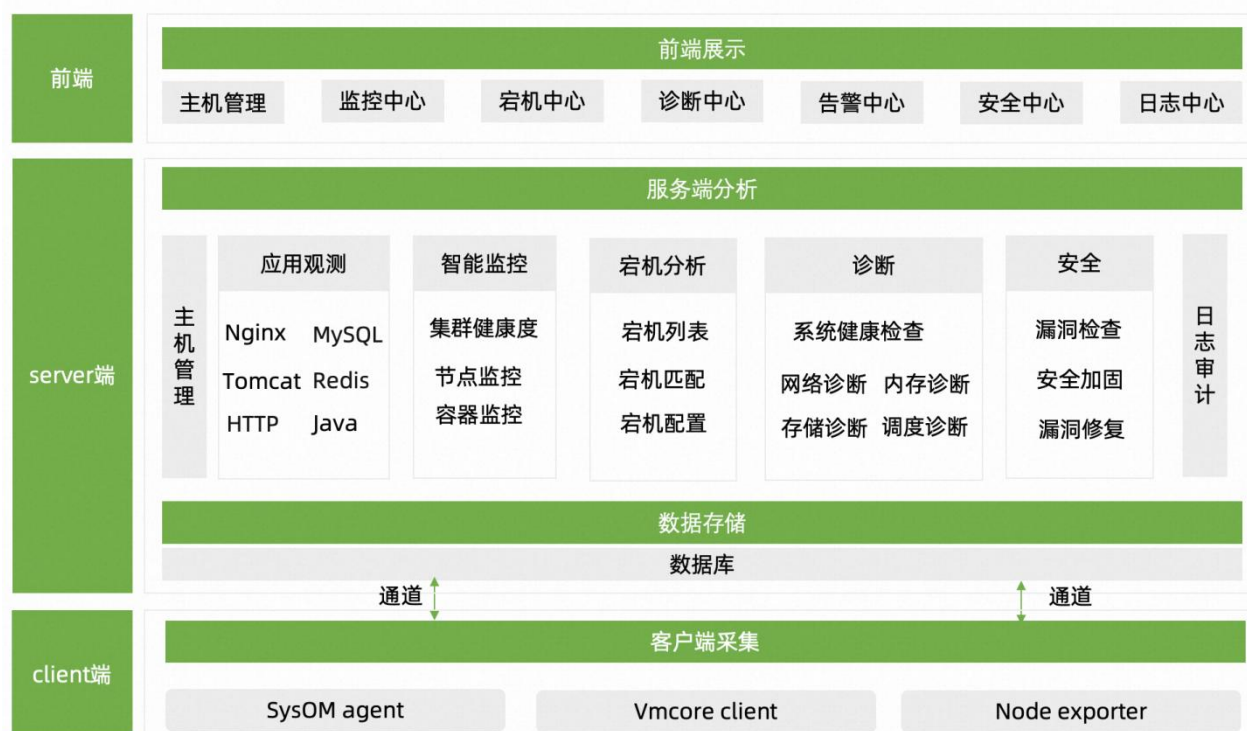 前端
前端展示
主机管理 监控中心 宕机中心 诊断中心 告警中心 安全中心 日志中心
server端
服务端分析
主机管理
应用观测
Nginx MySQL
Tomcat Redis
HTTP Java
智能监控
集群健康度
节点监控
容器监控
宕机分析
宕机列表
宕机匹配
宕机配置
诊断
系统健康检查
网络诊断 内存诊断
存储诊断 调度诊断
安全
漏洞检查
安全加固
漏洞修复
日志审计
数据存储
数据库
通道 通道
client端
客户端采集
SysOM agent Vmcore client Node exporter